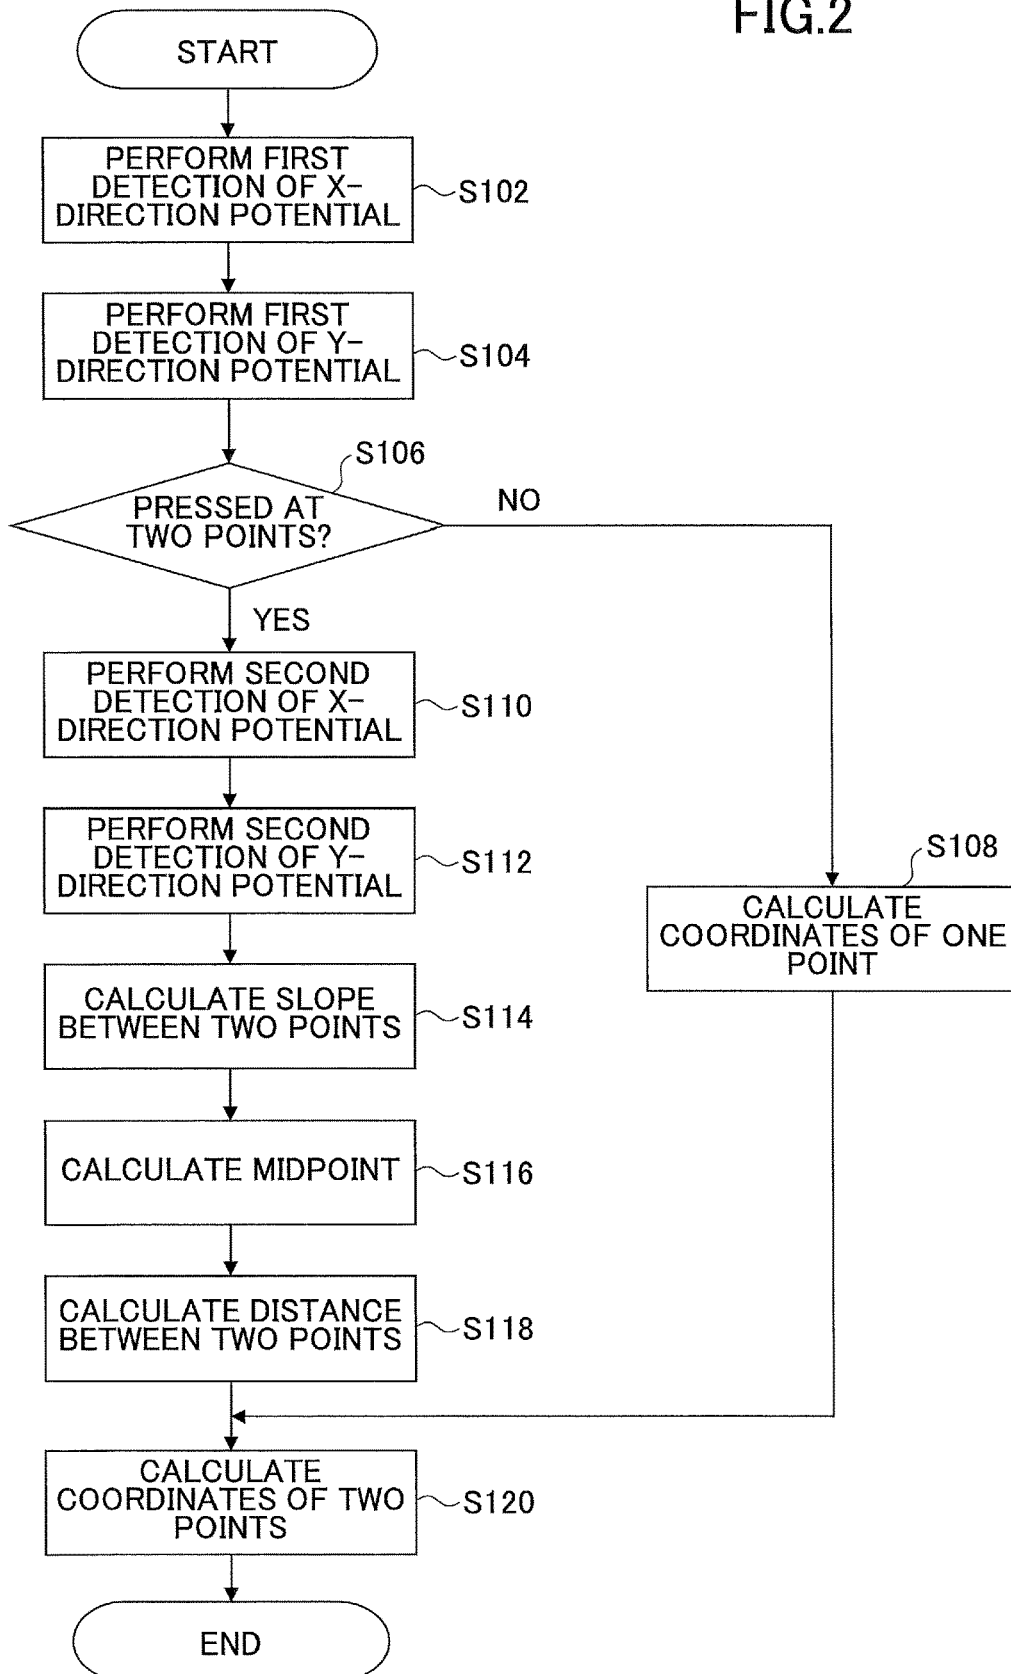 FIG.2
START
PERFORM FIRST
DETECTION OF X-
DIRECTION POTENTIAL
S102
PERFORM FIRST
DETECTION OF Y-
DIRECTION POTENTIAL
S104
S106
PRESSED AT
TWO POINTS?
NO
YES
PERFORM SECOND
DETECTION OF X-
DIRECTION POTENTIAL
S110
PERFORM SECOND
DETECTION OF Y-
DIRECTION POTENTIAL
S112
S108
CALCULATE
COORDINATES OF ONE
POINT
CALCULATE SLOPE
BETWEEN TWO POINTS
S114
CALCULATE MIDPOINT
S116
CALCULATE DISTANCE
BETWEEN TWO POINTS
S118
CALCULATE
COORDINATES OF TWO
POINTS
S120
END